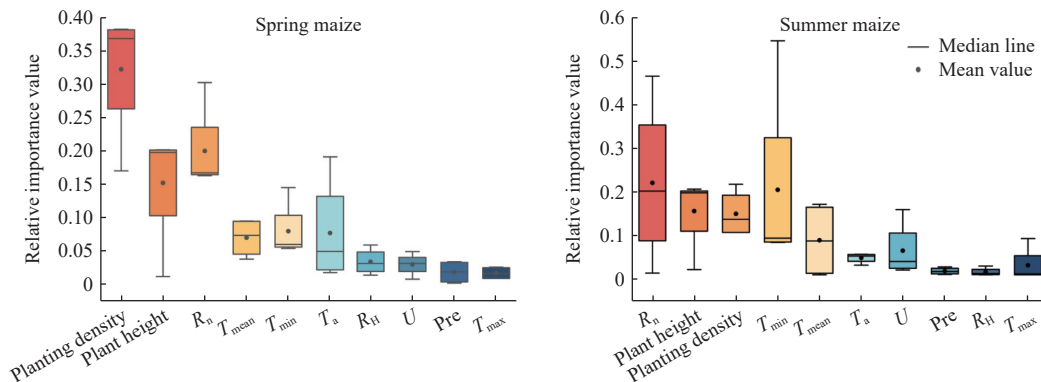 Spring maize
Relative importance value
0.40
0.35
0.30
0.25
0.20
0.15
0.10
0.05
0
Planting density
Plant height
Rn
Tmean
Tmin
Ta
RH
U
Pre
Tmax
Summer maize
Median line
Mean value
Relative importance value
0.6
0.5
0.4
0.3
0.2
0.1
0
Rn
Plant height
Planting density
Tmin
Tmean
Ta
U
Pre
RH
Tmax